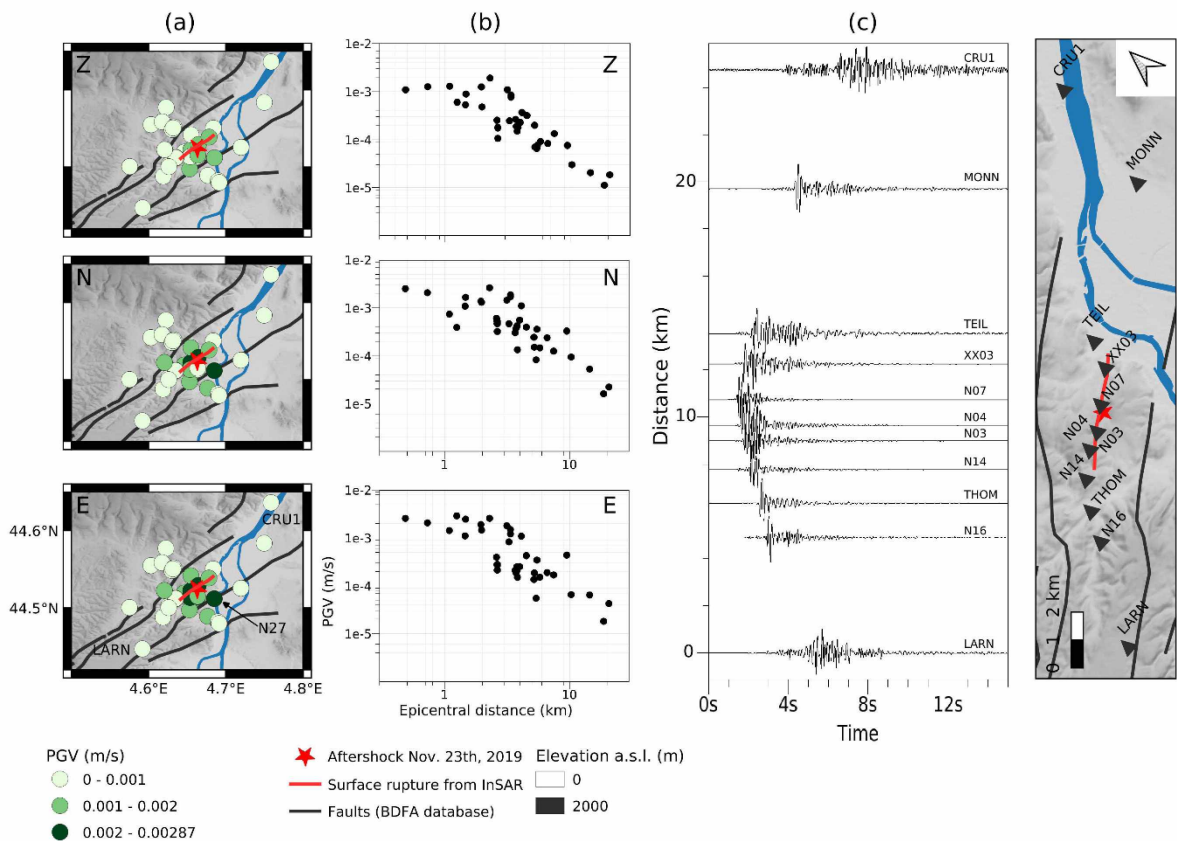 (a)
(b)
(c)
Z
N
E
CRU1
N27
LARN
44.6°N
44.5°N
4.6°E
4.7°E
4.8°E
1e-2
1e-3
1e-4
1e-5
Z
1e-2
1e-3
1e-4
1e-5
N
1
10
1e-2
1e-3
1e-4
1e-5
E
PGV (m/s)
1
10
Epicentral distance (km)
Distance (km)
20
10
0
CRU1
MONN
TEIL
XX03
N07
N04
N03
N14
THOM
N16
LARN
0s
4s
8s
12s
Time
CRU1
MONN
TEIL
XX03
N07
N04
N03
N14
THOM
N16
LARN
0 1 2 km
PGV (m/s)
0 - 0.001
0.001 - 0.002
0.002 - 0.00287
Aftershock Nov. 23th, 2019
Surface rupture from InSAR
Faults (BDFA database)
Elevation a.s.l. (m)
0
2000